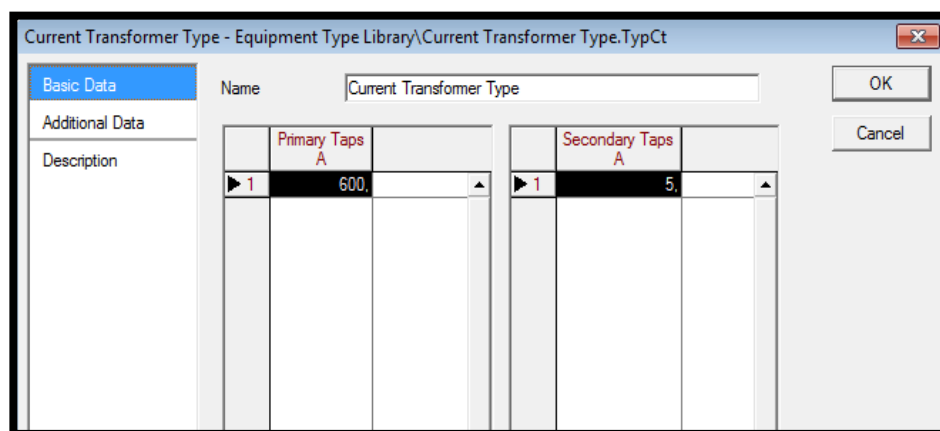 Current Transformer Type - Equipment Type Library\Current Transformer Type.TypCt
Basic Data
Additional Data
Description
Name
Current Transformer Type
OK
Cancel
Primary Taps
A
1
600,
Secondary Taps
A
1
5,